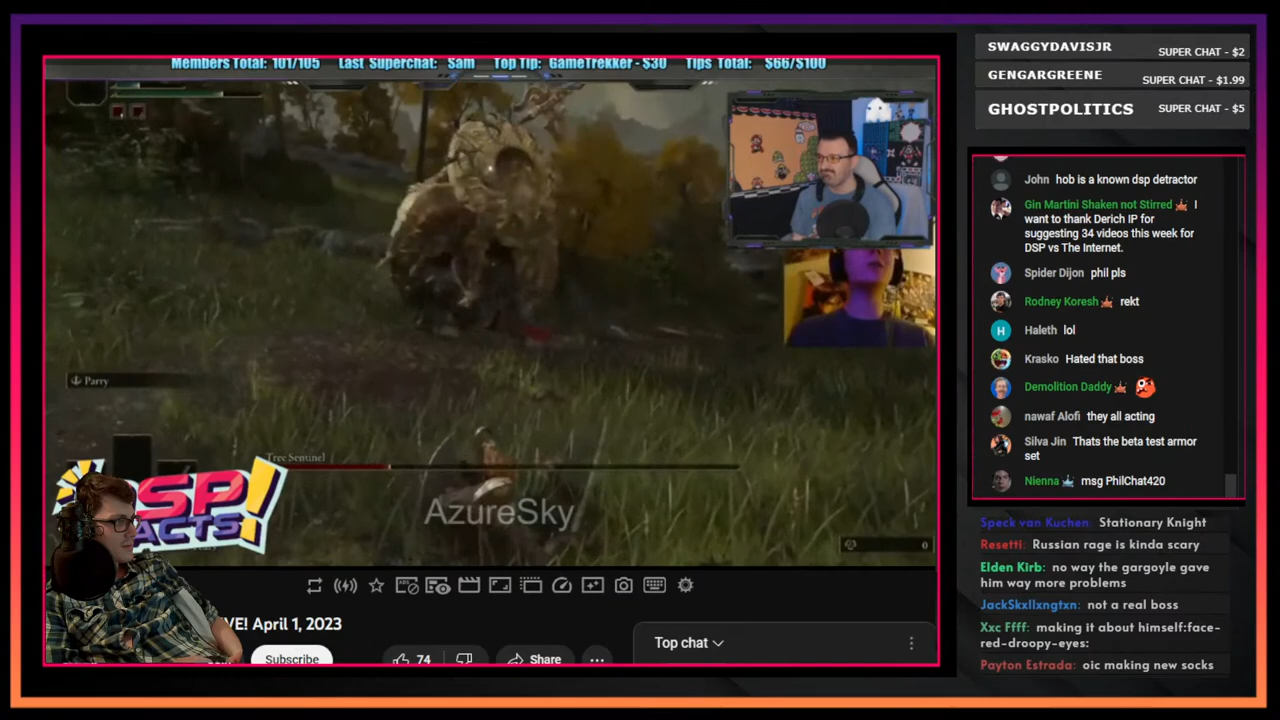 Members Total: 101/105 Last Superchat: Sam Top Tip: GameTrekker - $30 Tips Total: $66/$100
Parry
Tree Sentinel
AzureSky
0
DSP
ACTS!
VE! April 1, 2023
Subscribe
74
Share
Top chat
SWAGGYDAVISJR SUPER CHAT - $2
GENGARGREENE SUPER CHAT - $1.99
GHOSTPOLITICS SUPER CHAT - $5
John hob is a known dsp detractor
Gin Martini Shaken not Stirred I
want to thank Derich IP for
suggesting 34 videos this week for
DSP vs The Internet.
Spider Dijon phil pls
Rodney Koresh rekt
H Haleth lol
Krasko Hated that boss
Demolition Daddy
nawaf Alofi they all acting
Silva Jin Thats the beta test armor
set
Nienna msg PhilChat420
Speck van Kuchen: Stationary Knight
Resetti: Russian rage is kinda scary
Elden Kirb: no way the gargoyle gave
him way more problems
JackSkxllxngtxn: not a real boss
Xxc Ffff: making it about himself:face-
red-droopy-eyes:
Payton Estrada: oic making new socks